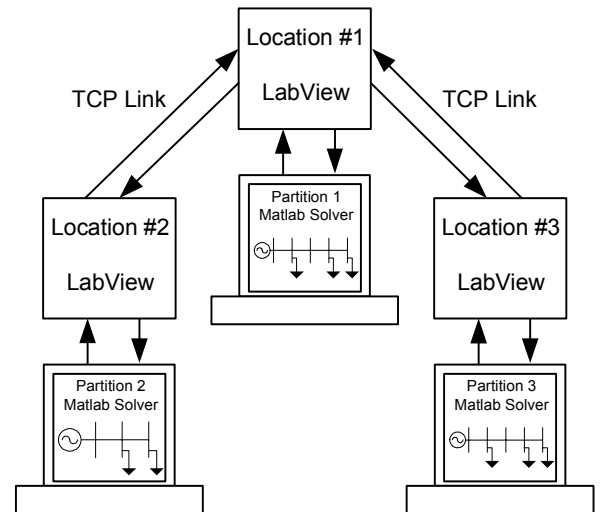 Location #1
LabView
TCP Link
TCP Link
Partition 1
Matlab Solver
Location #2
LabView
Location #3
LabView
Partition 2
Matlab Solver
Partition 3
Matlab Solver